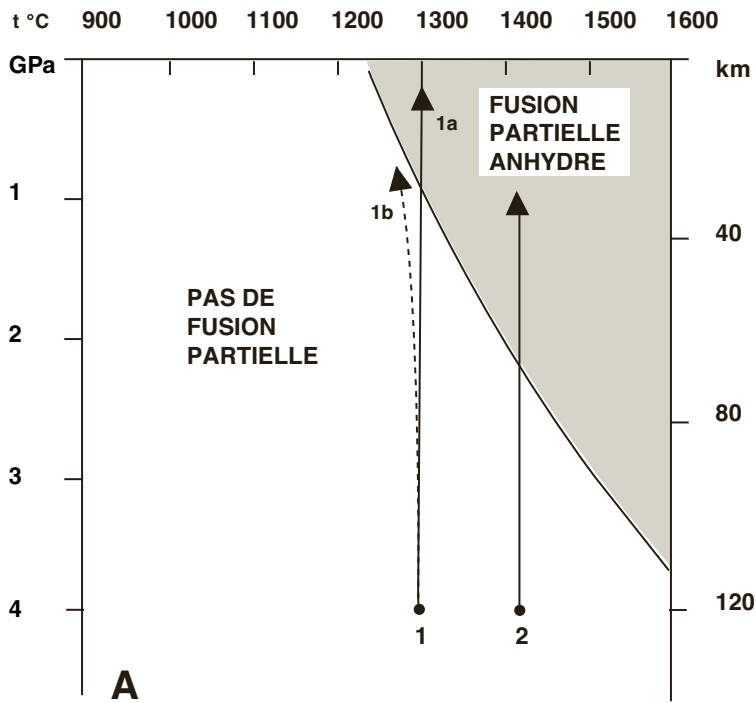 t °C 900 1000 1100 1200 1300 1400 1500 1600
GPa
km
FUSION
PARTIELLE
ANHYDRE
1a
1
1b
40
PAS DE
FUSION
PARTIELLE
2
80
3
4
120
1 2
A